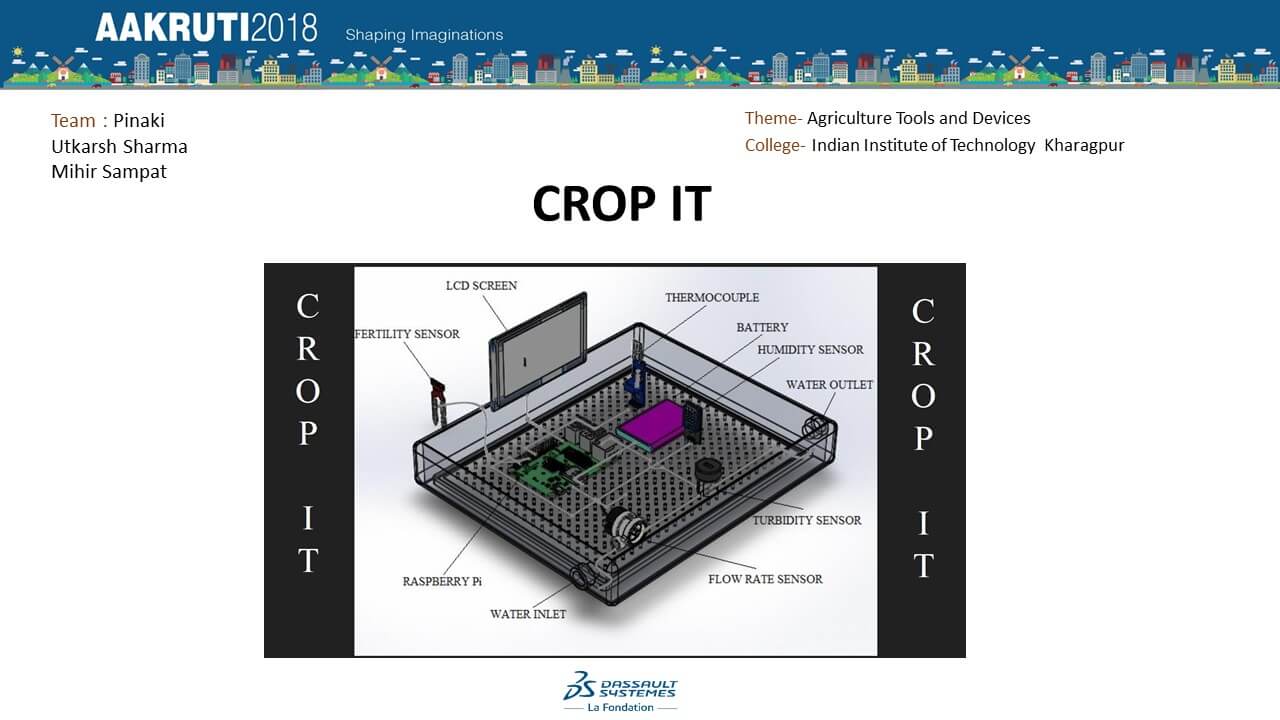 AAKRUTI2018 Shaping Imaginations
Team : Pinaki
Utkarsh Sharma
Mihir Sampat
Theme- Agriculture Tools and Devices
College- Indian Institute of Technology Kharagpur
CROP IT
C
R
O
P
I
T
LCD SCREEN
FERTILITY SENSOR
THERMOCOUPLE
BATTERY
HUMIDITY SENSOR
WATER OUTLET
TURBIDITY SENSOR
FLOW RATE SENSOR
RASPBERRY Pi
WATER INLET
C
R
O
P
I
T
DASSAULT
SYSTEMES
La Fondation